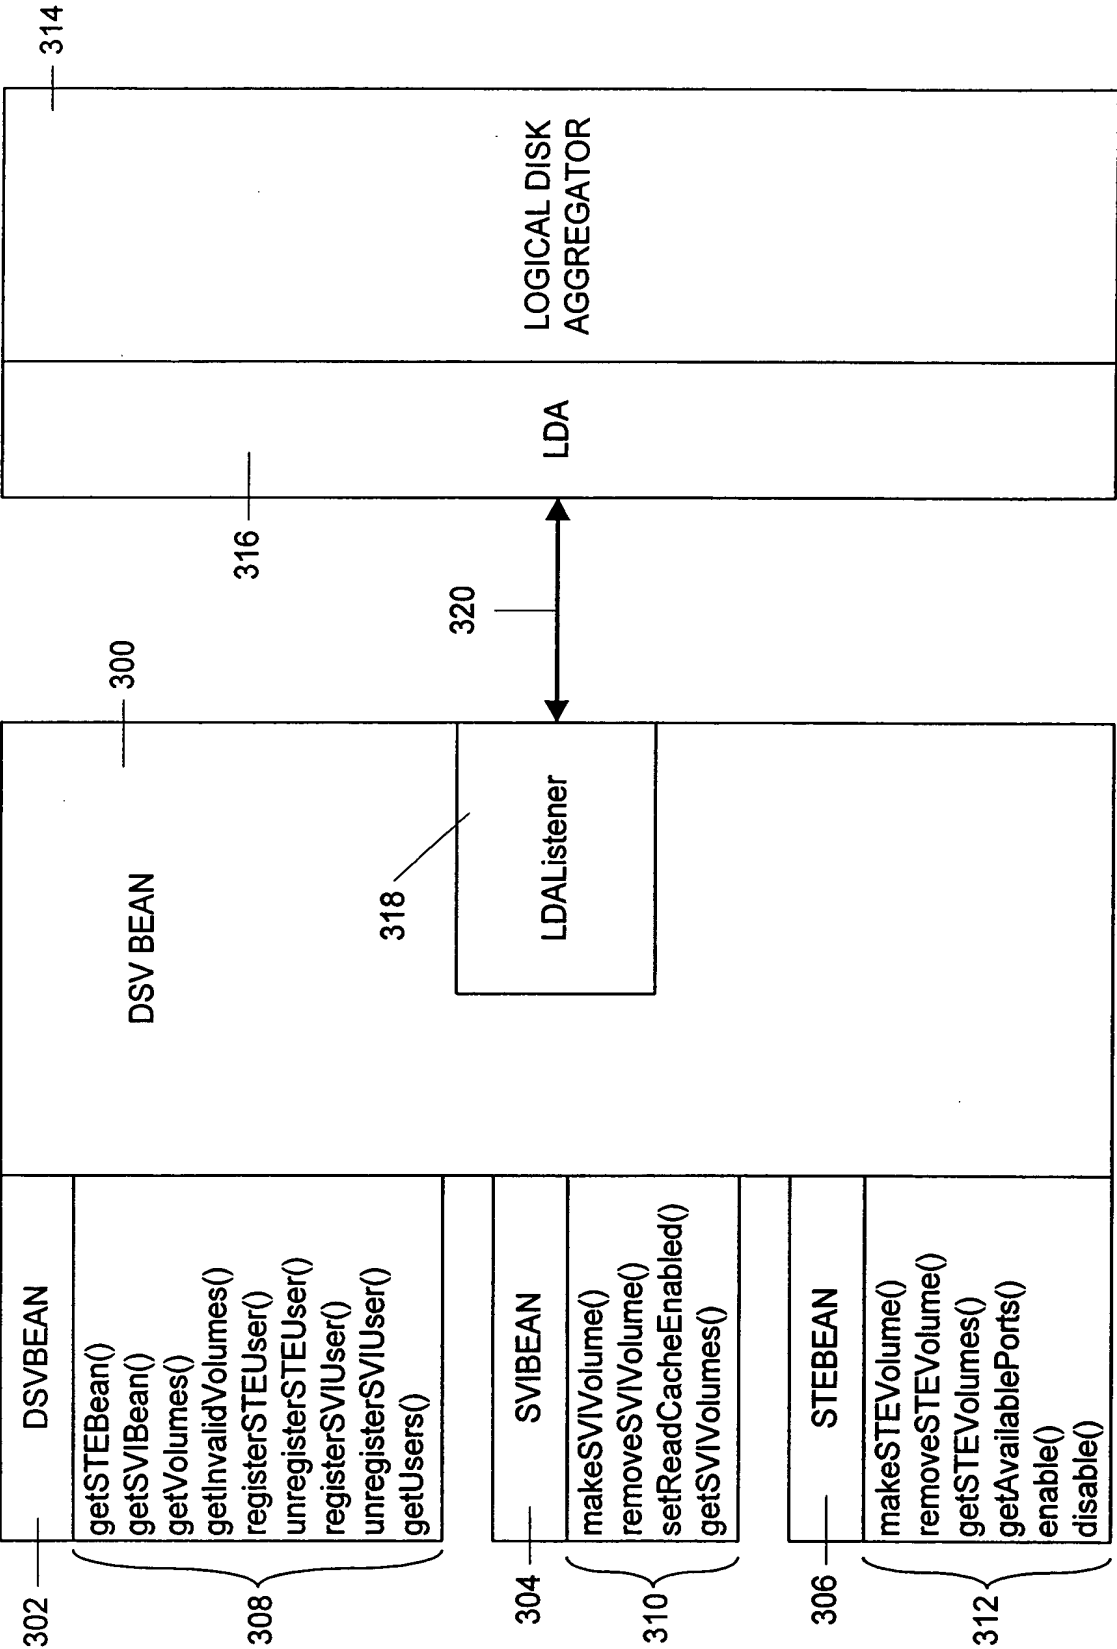 302
DSVBEAN
308
getSTEBean()
getSVIBean()
getVolumes()
getInvalidVolumes()
registerSTEUser()
unregisterSTEUser()
registerSVIUser()
unregisterSVIUser()
getUsers()
304
SVIBEAN
310
makeSVIVolume()
removeSVIVolume()
setReadCacheEnabled()
getSVIVolumes()
306
STEBEAN
312
makeSTEVolume()
removeSTEVolume()
getSTEVolumes()
getAvailablePorts()
enable()
disable()
DSV BEAN
300
318
LDAListener
320
316
LDA
LOGICAL DISK
AGGREGATOR
314